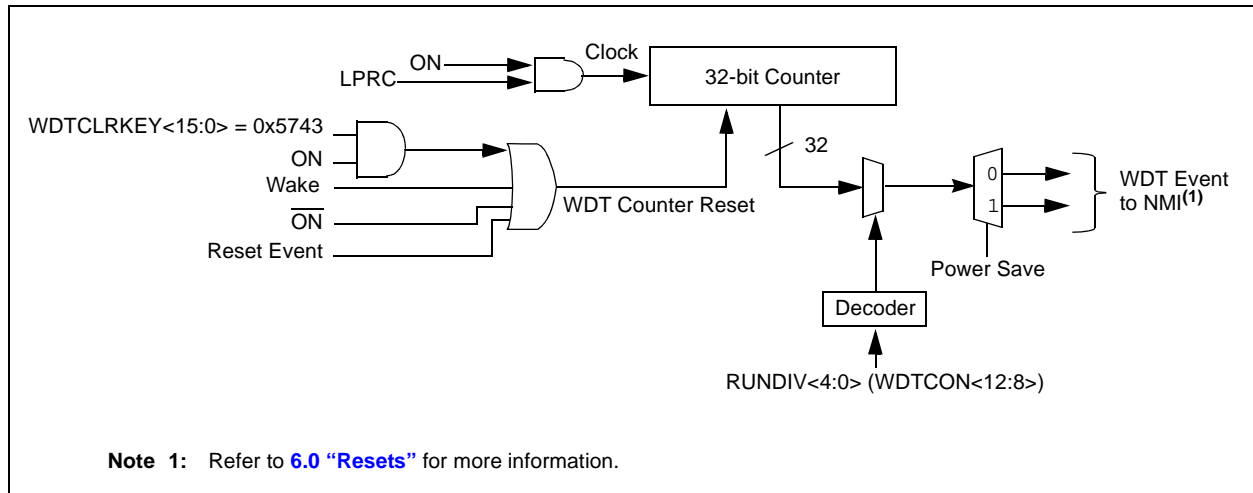 ON
Clock
LPRC
32-bit Counter
WDTCLRKEY<15:0> = 0x5743
ON
32
Wake
WDT Counter Reset
ON
Reset Event
0
1
WDT Event
to NMI(1)
Power Save
Decoder
RUNDIV<4:0> (WDTCON<12:8>)
Note 1: Refer to 6.0 “Resets” for more information.